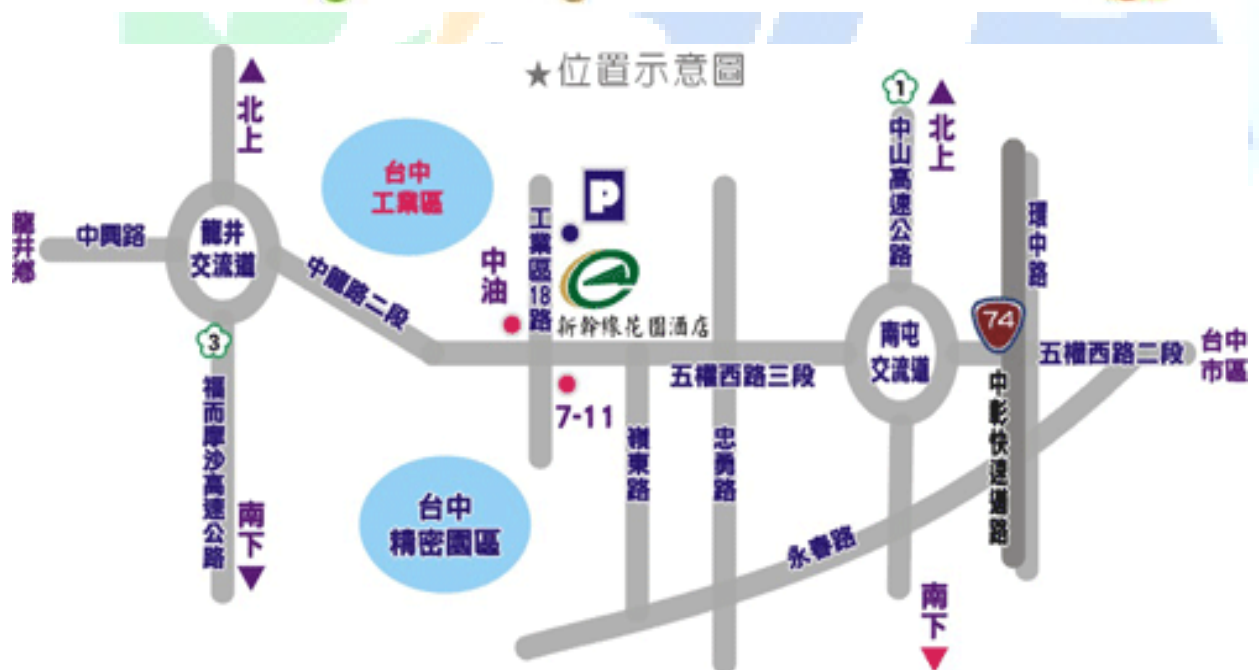 ★位置示意圖
北上
1
北上
中山高速公路
台中
工業區
P
工業區18路
環中路
龍井鄉
中興路
龍井
交流道
中龍路二段
中油
新幹線花園酒店
74
南屯
交流道
3
五權西路三段
五權西路二段
台中
市區
7-11
福而摩沙高速公路
嶺東路
忠勇路
中彰快速道路
台中
精密園區
南下
永春路
南下